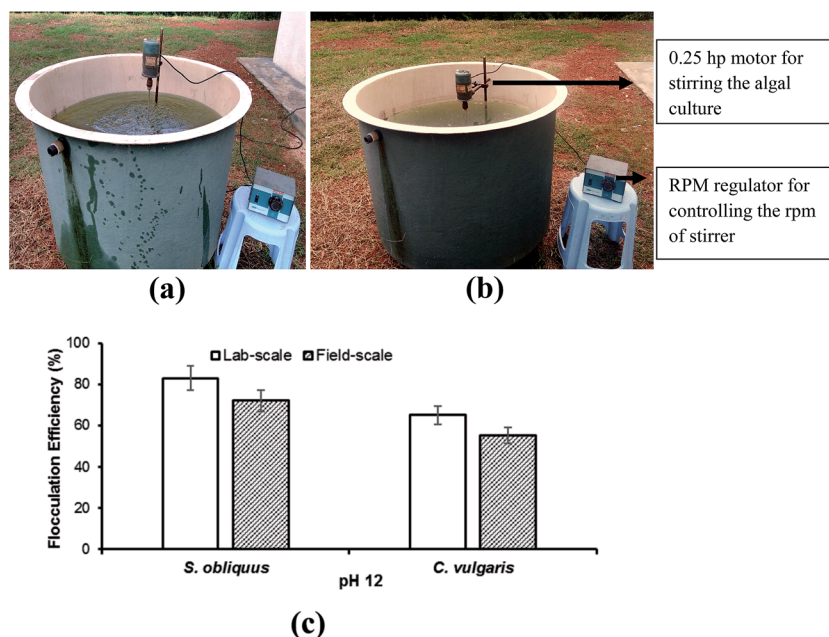 0.25 hp motor for
stirring the algal
culture
RPM regulator for
controlling the rpm
of stirrer
(a)
(b)
Flocculation Efficiency (%)
100
80
60
40
20
0
Lab-scale
Field-scale
S. obliquus
C. vulgaris
pH 12
(c)